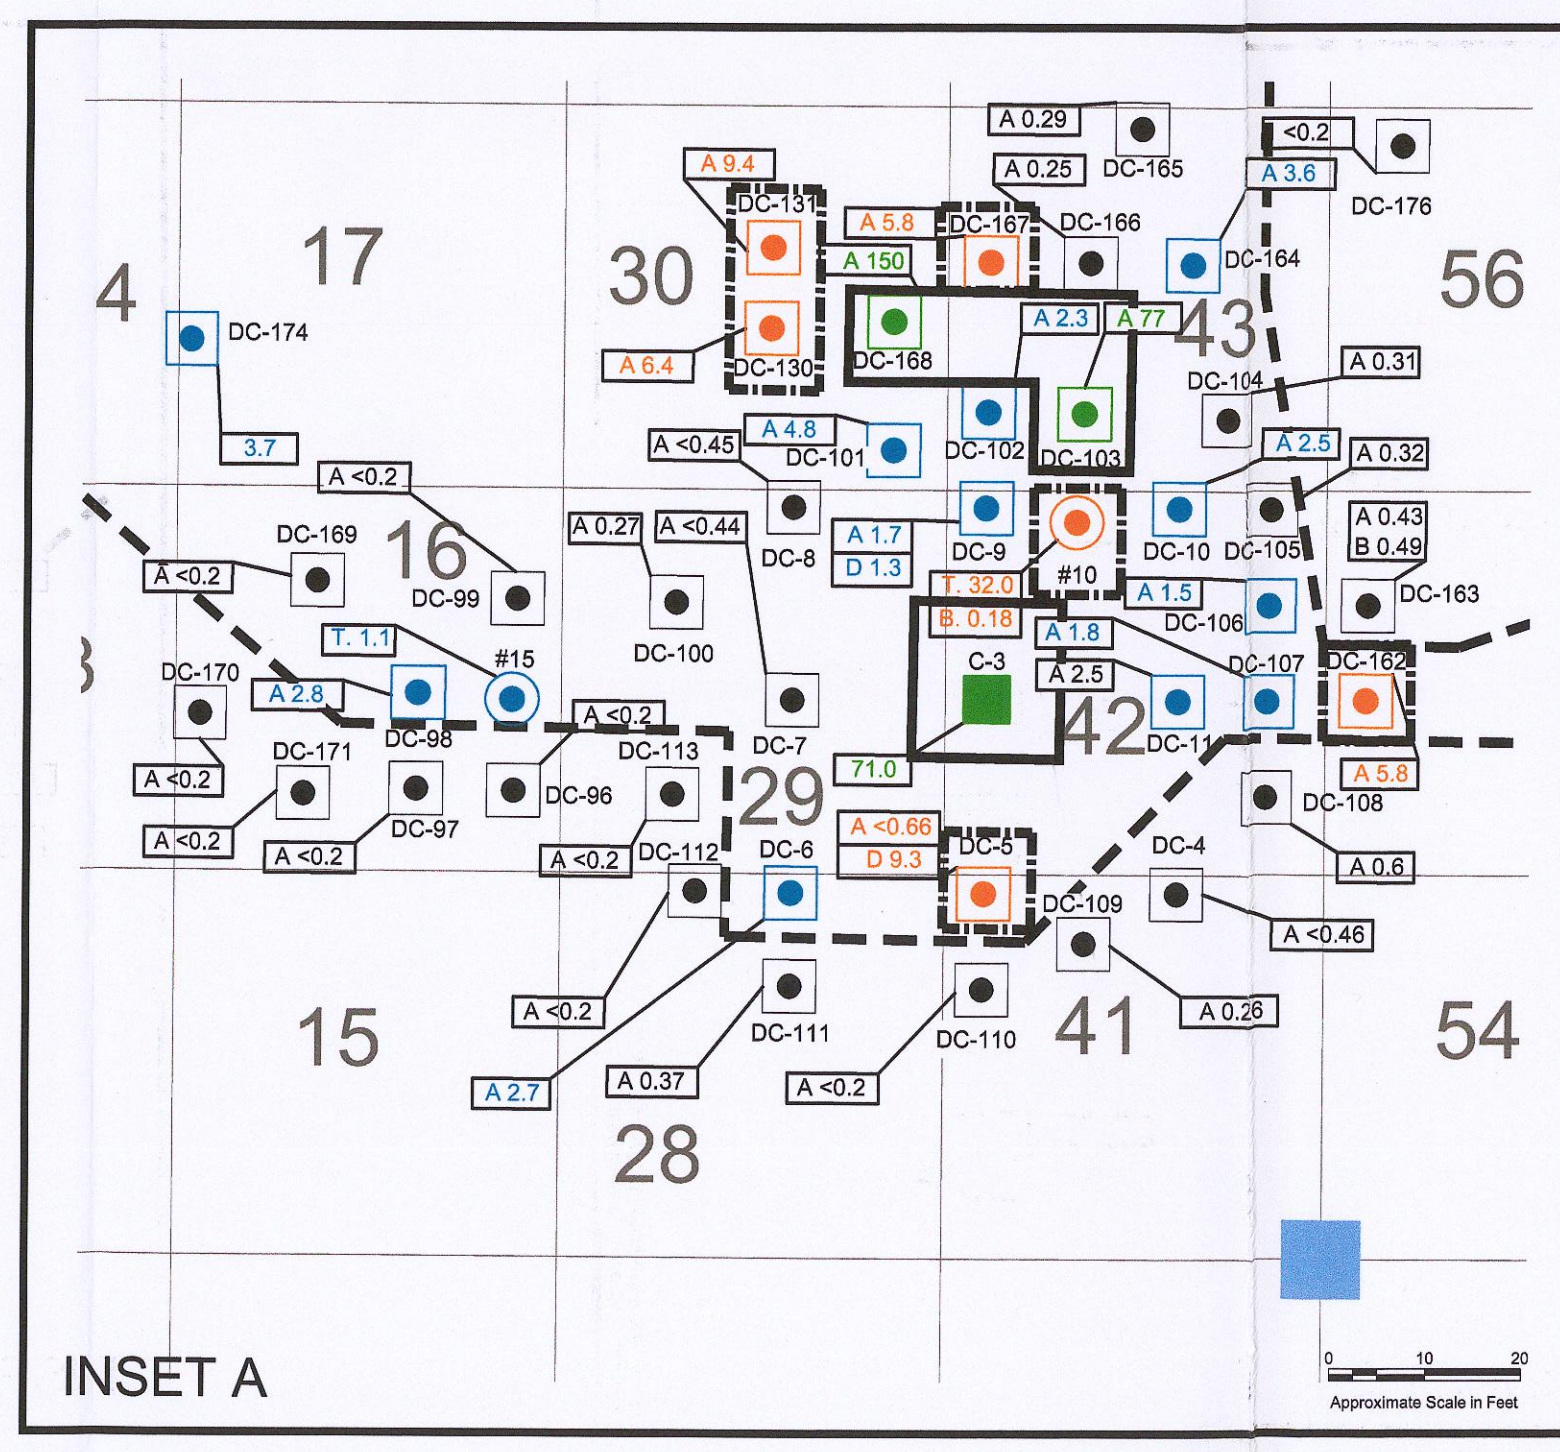 A 0.29
DC-165
<0.2
DC-176
A 9.4
A 0.25
A 3.6
DC-131
A 5.8
DC-167
DC-166
DC-164
A 150
17
30
56
4
DC-174
A 2.3
A 77
43
DC-168
A 6.4
DC-130
DC-104
A 0.31
3.7
A <0.45
A 4.8
DC-101
DC-102
DC-103
A 2.5
A 0.32
A <0.2
DC-169
16
A 0.27
A <0.44
DC-8
A 1.7
D 1.3
DC-9
#10
DC-10
DC-105
A 0.43
B 0.49
A <0.2
DC-99
T. 32.0
B. 0.18
A 1.5
DC-106
DC-163
T. 1.1
#15
DC-100
A 1.8
C-3
A 2.5
DC-107
DC-162
DC-170
A 2.8
A <0.2
DC-98
DC-171
DC-113
DC-7
42
DC-11
A <0.2
71.0
A 5.8
29
DC-96
DC-108
A <0.2
DC-97
A <0.2
A <0.2
DC-112
DC-6
A <0.66
D 9.3
DC-5
DC-4
A 0.6
DC-109
A <0.46
A <0.2
15
DC-111
DC-110
41
A 0.26
54
A 2.7
A 0.37
A <0.2
28
INSET A
0 10 20
Approximate Scale in Feet